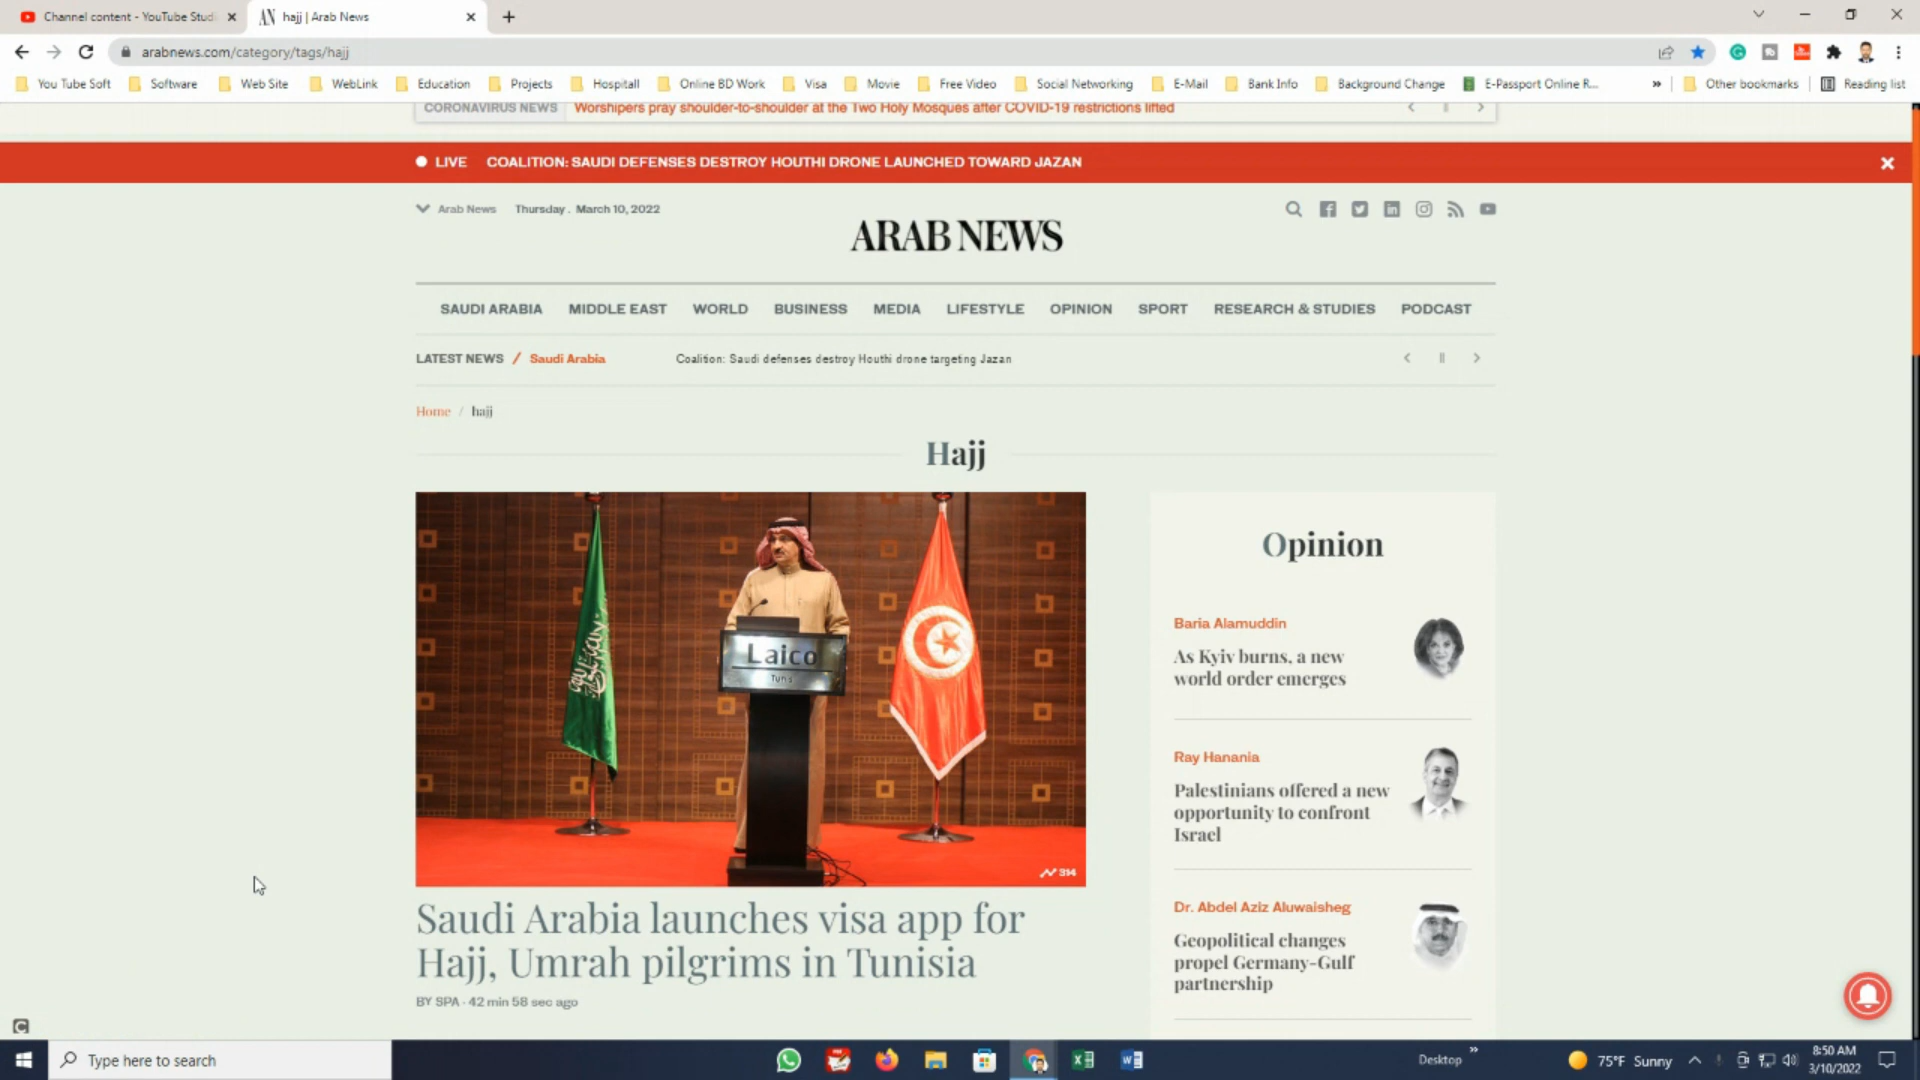 Channel content - YouTube Studi
hajj | Arab News
arabnews.com/category/tags/hajj
You Tube Soft
Software
Web Site
WebLink
Education
Projects
Hospitall
Online BD Work
Visa
Movie
Free Video
Social Networking
E-Mail
Bank Info
Background Change
E-Passport Online R...
»
Other bookmarks
Reading list
CORONAVIRUS NEWS
Worshipers pray shoulder-to-shoulder at the Two Holy Mosques after COVID-19 restrictions lifted
LIVE COALITION: SAUDI DEFENSES DESTROY HOUTHI DRONE LAUNCHED TOWARD JAZAN
Arab News Thursday . March 10, 2022
ARAB NEWS
SAUDI ARABIA MIDDLE EAST WORLD BUSINESS MEDIA LIFESTYLE OPINION SPORT RESEARCH & STUDIES PODCAST
LATEST NEWS / Saudi Arabia Coalition: Saudi defenses destroy Houthi drone targeting Jazan
Home / hajj
Hajj
Laico
Tunis
314
Saudi Arabia launches visa app for
Hajj, Umrah pilgrims in Tunisia
BY SPA - 42 min 58 sec ago
Opinion
Baria Alamuddin
As Kyiv burns, a new
world order emerges
Ray Hanania
Palestinians offered a new
opportunity to confront
Israel
Dr. Abdel Aziz Aluwaisheg
Geopolitical changes
propel Germany-Gulf
partnership
Type here to search
Desktop
»
75°F Sunny
8:50 AM
3/10/2022